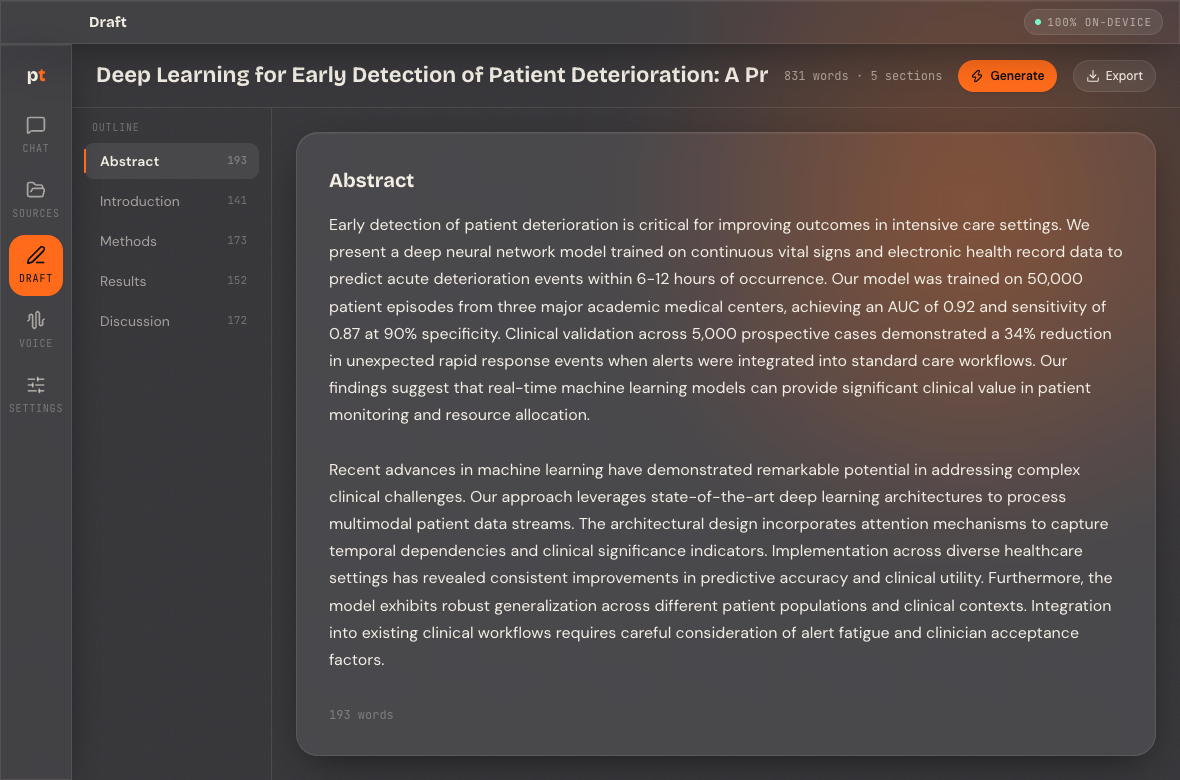 Draft
100% ON-DEVICE
pt
Deep Learning for Early Detection of Patient Deterioration: A Pr
831 words · 5 sections
Generate
Export
CHAT
SOURCES
DRAFT
VOICE
SETTINGS
OUTLINE
Abstract 193
Introduction 141
Methods 173
Results 152
Discussion 172
Abstract
Early detection of patient deterioration is critical for improving outcomes in intensive care settings. We
present a deep neural network model trained on continuous vital signs and electronic health record data to
predict acute deterioration events within 6-12 hours of occurrence. Our model was trained on 50,000
patient episodes from three major academic medical centers, achieving an AUC of 0.92 and sensitivity of
0.87 at 90% specificity. Clinical validation across 5,000 prospective cases demonstrated a 34% reduction
in unexpected rapid response events when alerts were integrated into standard care workflows. Our
findings suggest that real-time machine learning models can provide significant clinical value in patient
monitoring and resource allocation.
Recent advances in machine learning have demonstrated remarkable potential in addressing complex
clinical challenges. Our approach leverages state-of-the-art deep learning architectures to process
multimodal patient data streams. The architectural design incorporates attention mechanisms to capture
temporal dependencies and clinical significance indicators. Implementation across diverse healthcare
settings has revealed consistent improvements in predictive accuracy and clinical utility. Furthermore, the
model exhibits robust generalization across different patient populations and clinical contexts. Integration
into existing clinical workflows requires careful consideration of alert fatigue and clinician acceptance
factors.
193 words